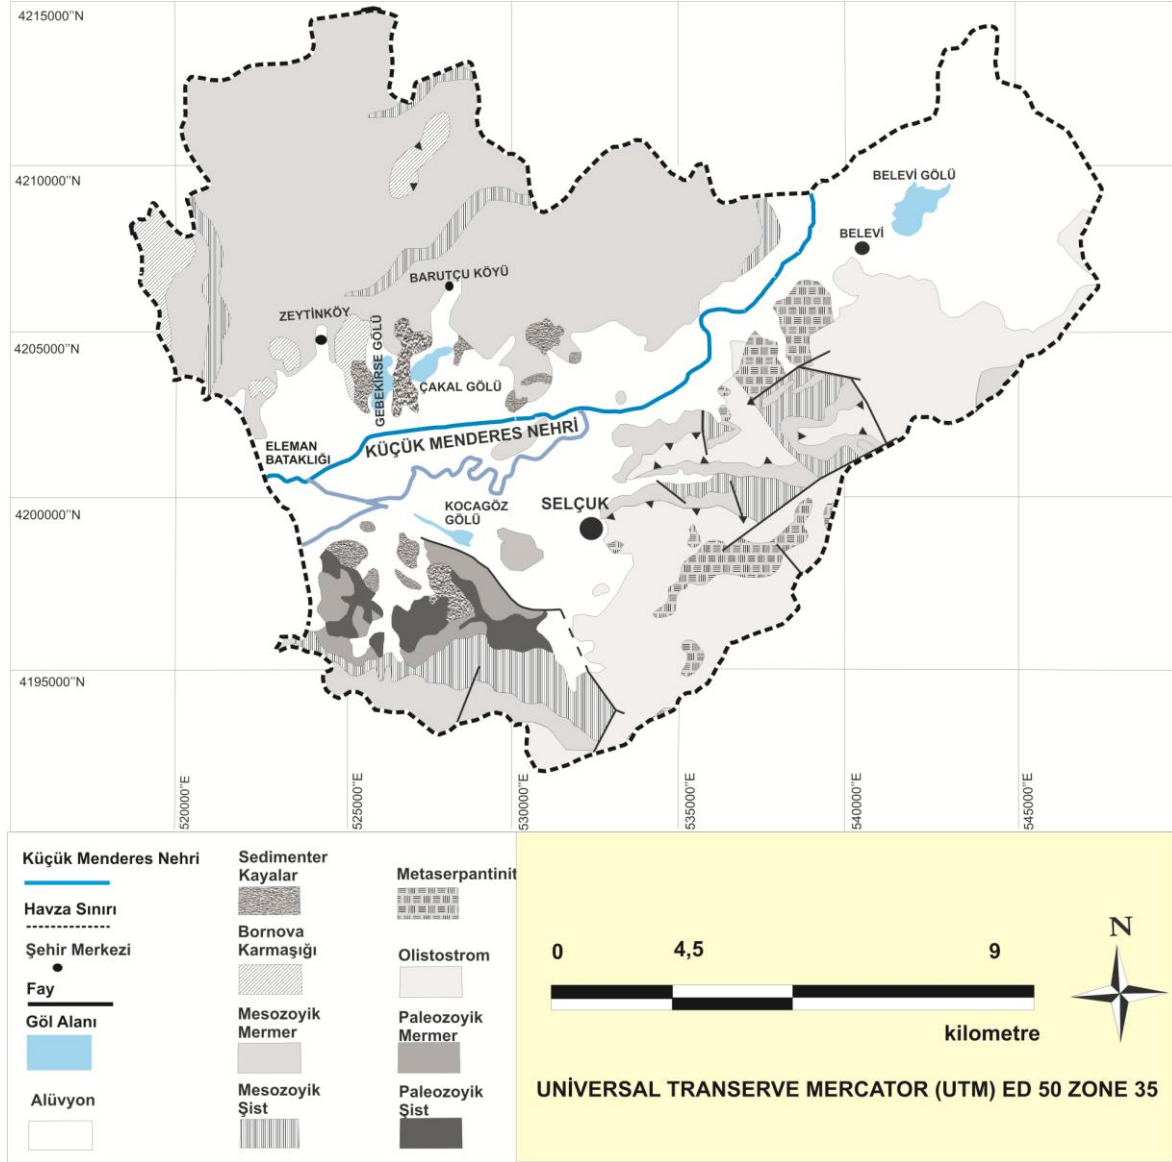 4215000"N
4210000"N
BELEVİ GÖLÜ
BELEVİ
BARUTÇU KÖYÜ
ZEYTİNKÖY
4205000"N
GEBEKİRSE GÖLÜ
ÇAKAL GÖLÜ
KÜÇÜK MENDERES NEHRİ
ELEMAN
BATAKLIĞI
4200000"N
KOCAGÖZ
GÖLÜ
SELÇUK
4195000"N
520000"E
525000"E
530000"E
535000"E
540000"E
545000"E
Küçük Menderes Nehri
Havza Sınırı
Şehir Merkezi
Fay
Göl Alanı
Alüvyon
Sedimenter
Kayalar
Bornova
Karmaşığı
Mesozoyik
Mermer
Mesozoyik
Şist
Metaserpantinit
Olistostrom
Paleozoyik
Mermer
Paleozoyik
Şist
0 4,5 9
kilometre
N
UNİVERSAL TRANSERVE MERCATOR (UTM) ED 50 ZONE 35